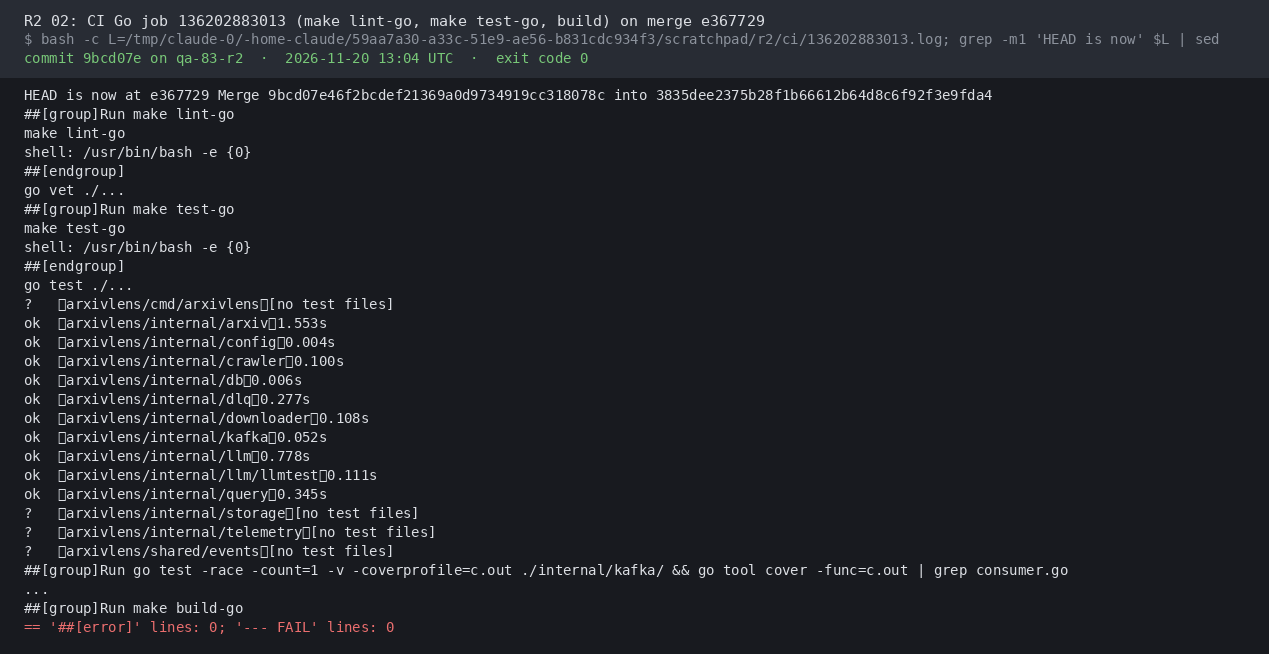 R2 02: CI Go job 136202883013 (make lint-go, make test-go, build) on merge e367729
$ bash -c L=/tmp/claude-0/-home-claude/59aa7a30-a33c-51e9-ae56-b831cdc934f3/scratchpad/r2/ci/136202883013.log; grep -m1 'HEAD is now' $L | sed
commit 9bcd07e on qa-83-r2 · 2026-11-20 13:04 UTC · exit code 0
HEAD is now at e367729 Merge 9bcd07e46f2bcdef21369a0d9734919cc318078c into 3835dee2375b28f1b66612b64d8c6f92f3e9fda4
##[group]Run make lint-go
make lint-go
shell: /usr/bin/bash -e {0}
##[endgroup]
go vet ./...
##[group]Run make test-go
make test-go
shell: /usr/bin/bash -e {0}
##[endgroup]
go test ./...
?   arxivlens/cmd/arxivlens [no test files]
ok  arxivlens/internal/arxiv 1.553s
ok  arxivlens/internal/config 0.004s
ok  arxivlens/internal/crawler 0.100s
ok  arxivlens/internal/db 0.006s
ok  arxivlens/internal/dlq 0.277s
ok  arxivlens/internal/downloader 0.108s
ok  arxivlens/internal/kafka 0.052s
ok  arxivlens/internal/llm 0.778s
ok  arxivlens/internal/llm/llmtest 0.111s
ok  arxivlens/internal/query 0.345s
?   arxivlens/internal/storage [no test files]
?   arxivlens/internal/telemetry [no test files]
?   arxivlens/shared/events [no test files]
##[group]Run go test -race -count=1 -v -coverprofile=c.out ./internal/kafka/ && go tool cover -func=c.out | grep consumer.go
...
##[group]Run make build-go
== '##[error]' lines: 0; '--- FAIL' lines: 0